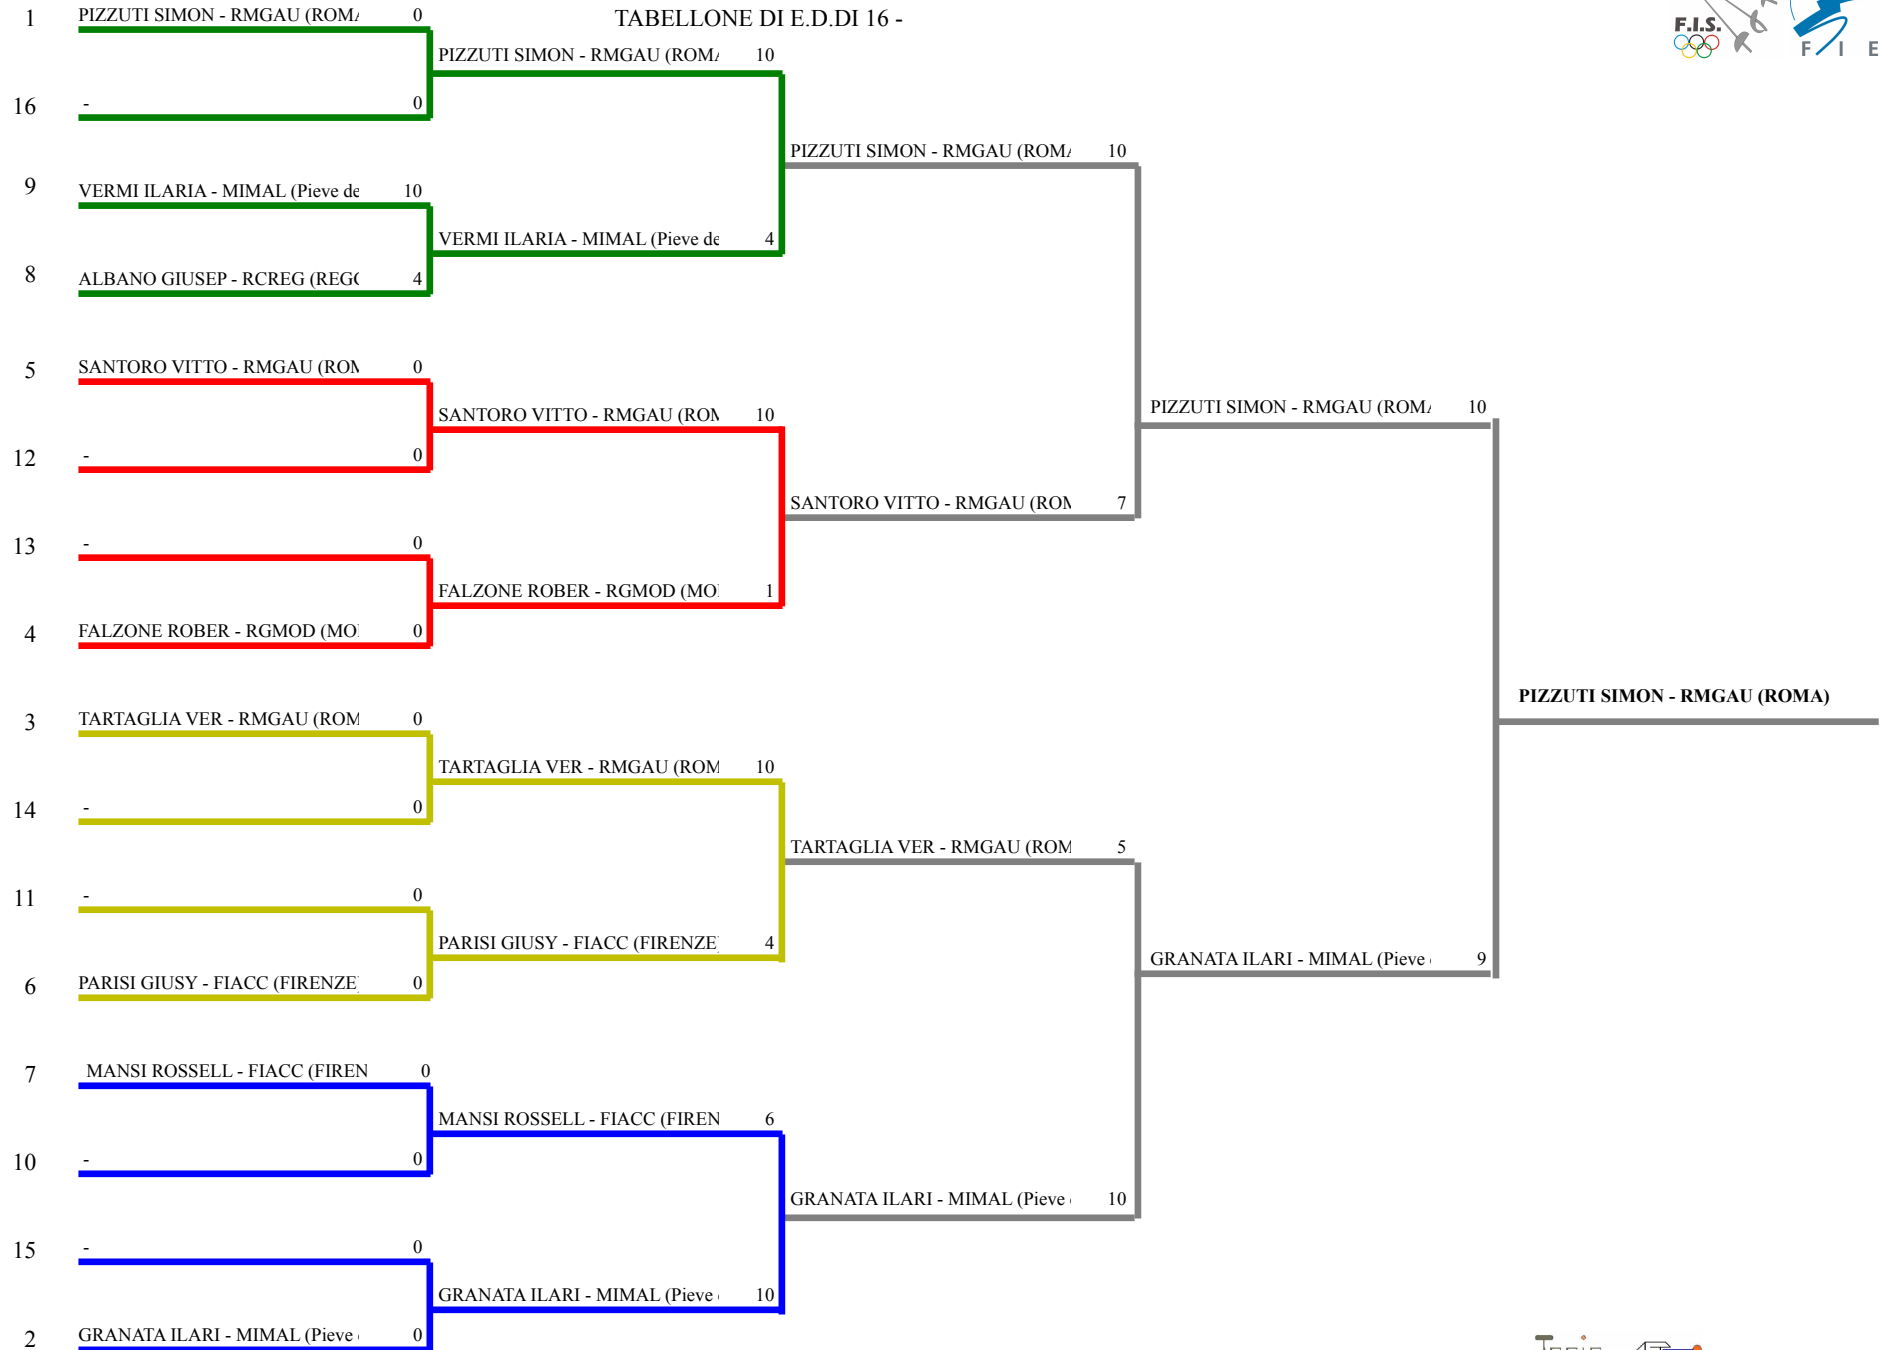 TABELLONE DI E.D.DI 16 -
F.I.S.
F I E
1 PIZZUTI SIMON - RMGAU (ROMA 0
PIZZUTI SIMON - RMGAU (ROMA 10
16 - 0
PIZZUTI SIMON - RMGAU (ROMA 10
9 VERMI ILARIA - MIMAL (Pieve de 10
VERMI ILARIA - MIMAL (Pieve de 4
8 ALBANO GIUSEP - RCREG (REGG 4
5 SANTORO VITTO - RMGAU (ROM 0
PIZZUTI SIMON - RMGAU (ROMA 10
SANTORO VITTO - RMGAU (ROM 10
12 - 0
SANTORO VITTO - RMGAU (ROM 7
13 - 0
FALZONE ROBER - RGMOD (MO 1
4 FALZONE ROBER - RGMOD (MO 0
PIZZUTI SIMON - RMGAU (ROMA)
3 TARTAGLIA VER - RMGAU (ROM 0
TARTAGLIA VER - RMGAU (ROM 10
14 - 0
TARTAGLIA VER - RMGAU (ROM 5
11 - 0
PARISI GIUSY - FIACC (FIRENZE 4
GRANATA ILARI - MIMAL (Pieve 9
6 PARISI GIUSY - FIACC (FIRENZE 0
7 MANSI ROSSELL - FIACC (FIREN 0
MANSI ROSSELL - FIACC (FIREN 6
10 - 0
GRANATA ILARI - MIMAL (Pieve 10
15 - 0
GRANATA ILARI - MIMAL (Pieve 10
2 GRANATA ILARI - MIMAL (Pieve 0